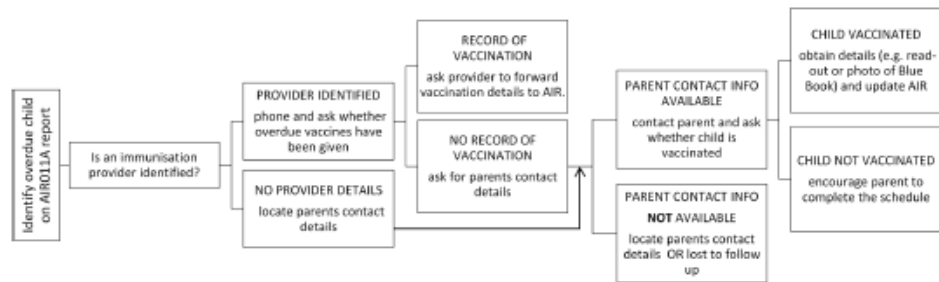 Identify overdue child
on AIR011A report
Is an immunisation
provider identified?
PROVIDER IDENTIFIED
phone and ask whether
overdue vaccines have
been given
NO PROVIDER DETAILS
locate parents contact
details
RECORD OF
VACCINATION
ask provider to forward
vaccination details to AIR.
NO RECORD OF
VACCINATION
ask for parents contact
details
PARENT CONTACT INFO
AVAILABLE
contact parent and ask
whether child is
vaccinated
PARENT CONTACT INFO
NOT AVAILABLE
locate parents contact
details OR lost to follow
up
CHILD VACCINATED
obtain details (e.g. read-
out or photo of Blue
Book) and update AIR
CHILD NOT VACCINATED
encourage parent to
complete the schedule